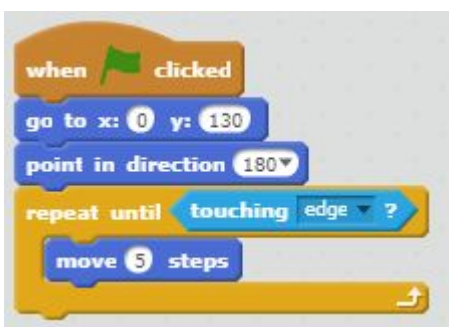 when clicked
go to x: 0 y: 130
point in direction 180
repeat until touching edge ?
move 5 steps